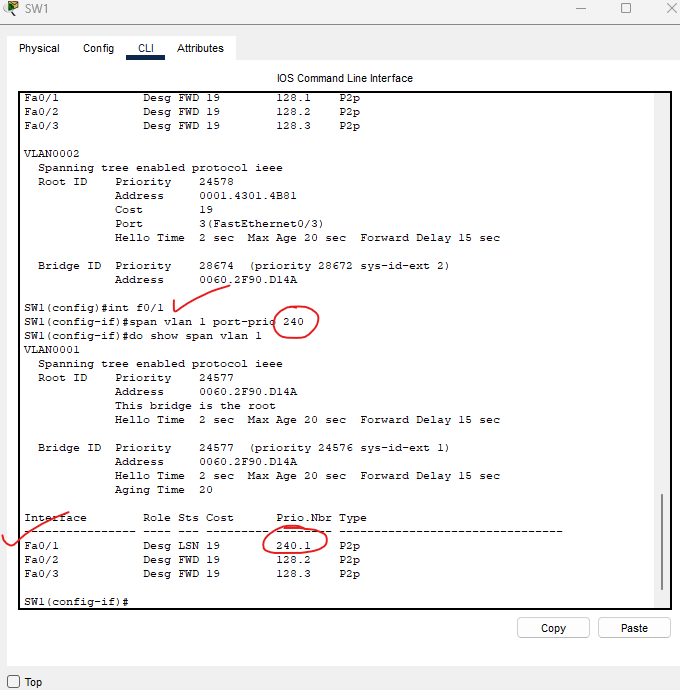 SW1
Physical Config CLI Attributes
IOS Command Line Interface
Fa0/1 Desg FWD 19 128.1 P2p
Fa0/2 Desg FWD 19 128.2 P2p
Fa0/3 Desg FWD 19 128.3 P2p
VLAN0002
Spanning tree enabled protocol ieee
Root ID Priority 24578
Address 0001.4301.4B81
Cost 19
Port 3(FastEthernet0/3)
Hello Time 2 sec Max Age 20 sec Forward Delay 15 sec
Bridge ID Priority 28674 (priority 28672 sys-id-ext 2)
Address 0060.2F90.D14A
SW1(config)#int f0/1
SW1(config-if)#span vlan 1 port-prio 240
SW1(config-if)#do show span vlan 1
VLAN0001
Spanning tree enabled protocol ieee
Root ID Priority 24577
Address 0060.2F90.D14A
This bridge is the root
Hello Time 2 sec Max Age 20 sec Forward Delay 15 sec
Bridge ID Priority 24577 (priority 24576 sys-id-ext 1)
Address 0060.2F90.D14A
Hello Time 2 sec Max Age 20 sec Forward Delay 15 sec
Aging Time 20
Interface Role Sts Cost Prio.Nbr Type
---------------- ---- --- --------- -------- --------------------------------
Fa0/1 Desg LSN 19 240.1 P2p
Fa0/2 Desg FWD 19 128.2 P2p
Fa0/3 Desg FWD 19 128.3 P2p
SW1(config-if)#
Copy Paste
Top